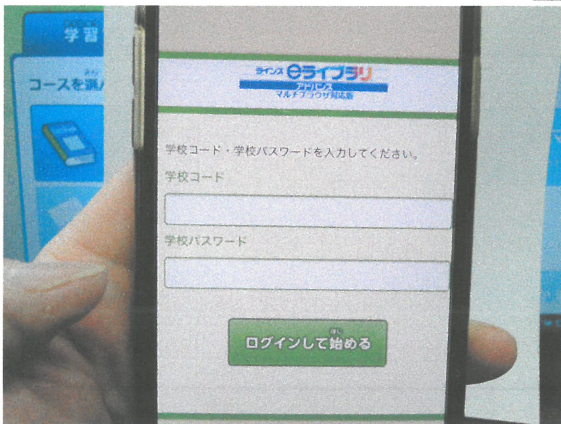 学習
コースを選
ラインズ eライブラリ
アドバンス
マルチブラウザ対応版
学校コード・学校パスワードを入力してください。
学校コード
学校パスワード
ログインして始める